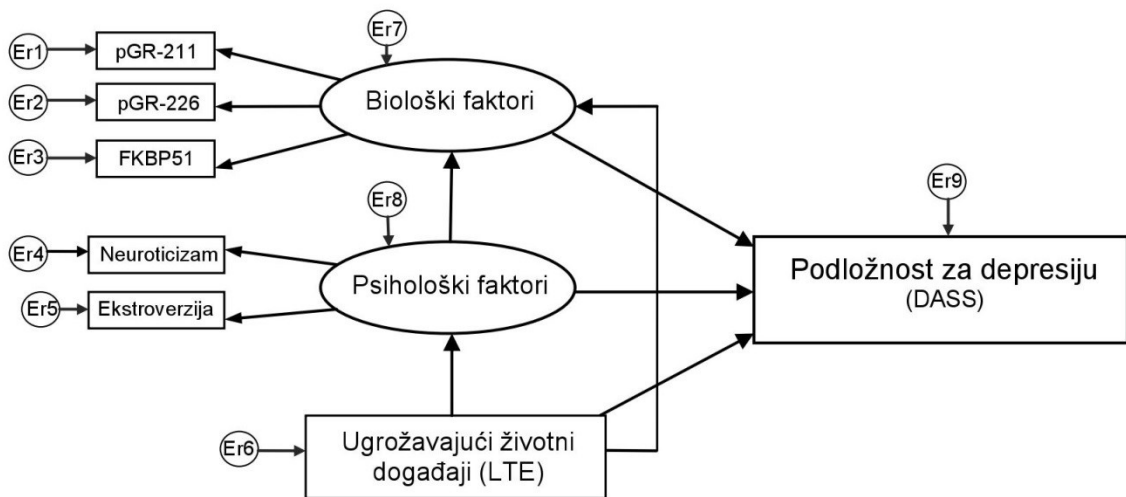 Er1
pGR-211
Er7
Er2
pGR-226
Biološki faktori
Er3
FKBP51
Er8
Er9
Er4
Neuroticizam
Psihološki faktori
Podložnost za depresiju
(DASS)
Er5
Ekstroverzija
Er6
Ugrožavajući životni
događaji (LTE)